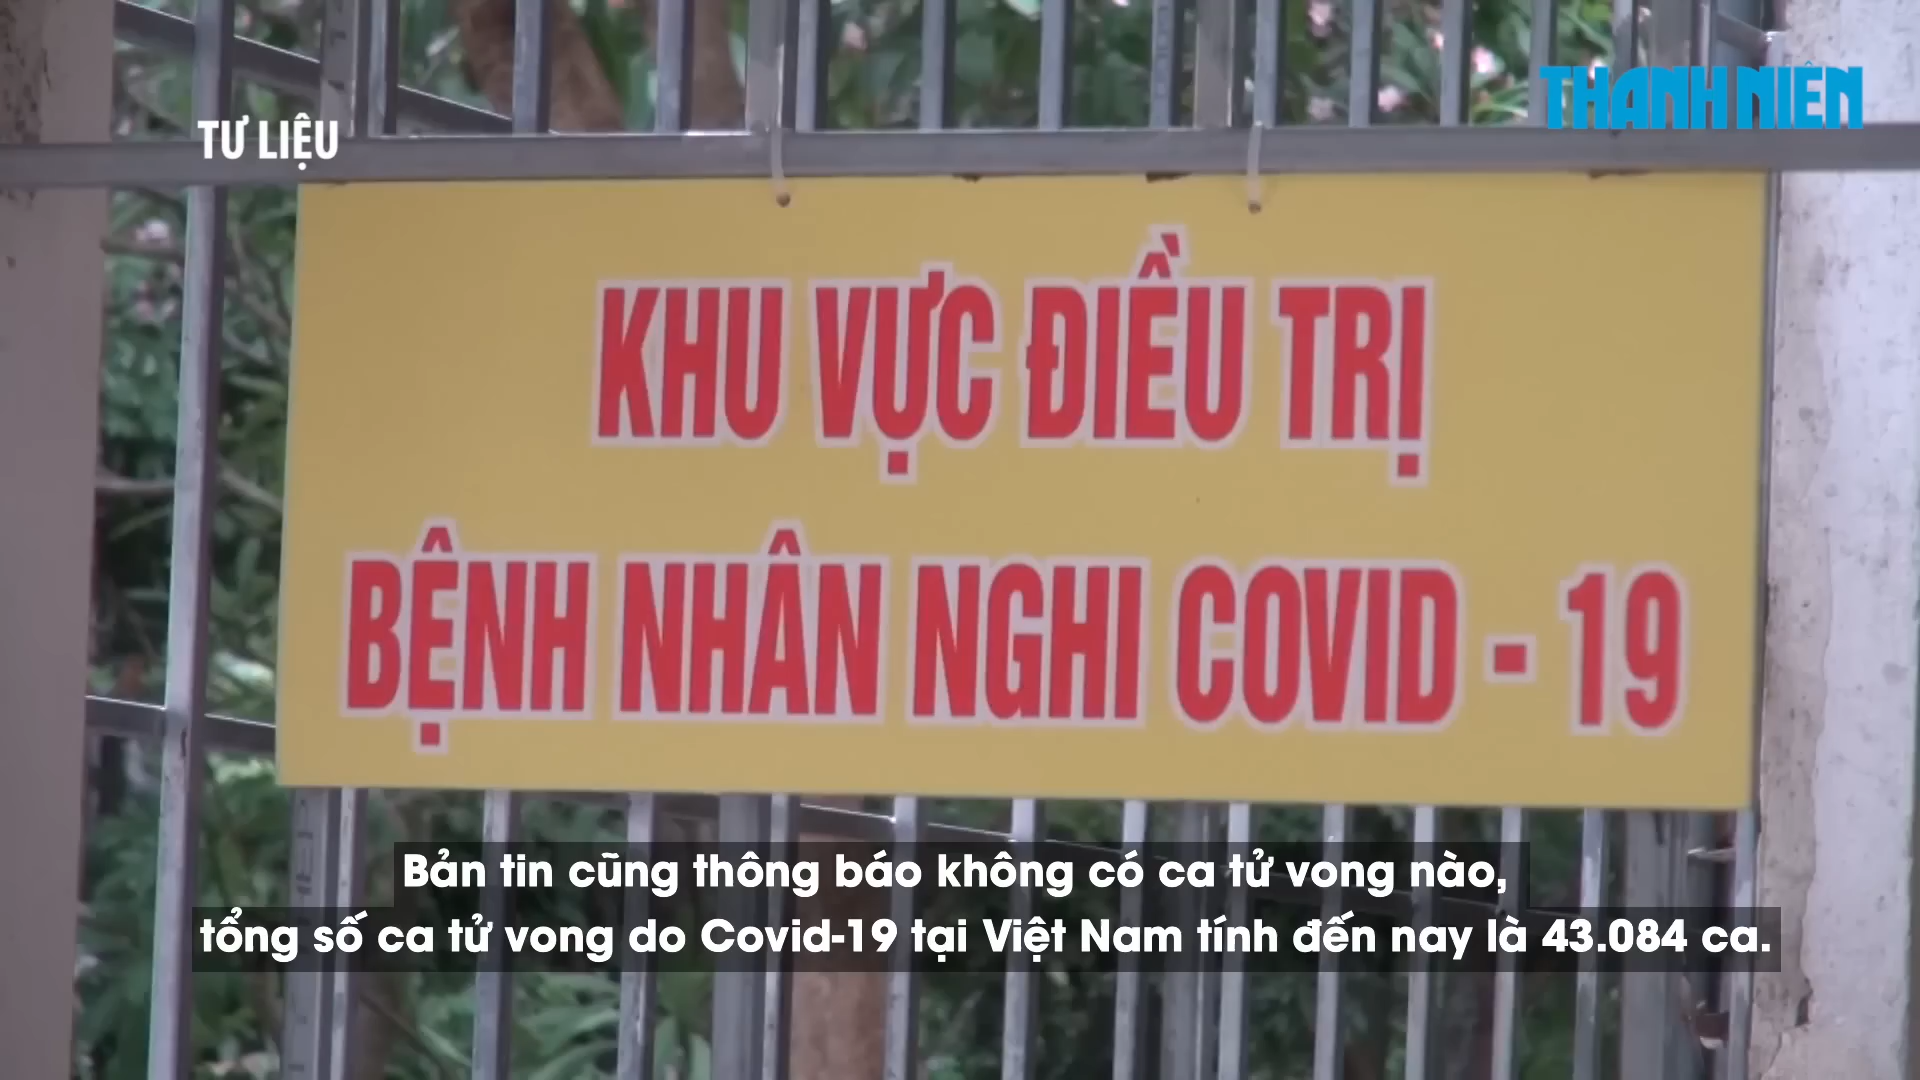 THANH NIÊN
TƯ LIỆU
KHU VỰC ĐIỀU TRỊ
BỆNH NHÂN NGHI COVID - 19
Bản tin cũng thông báo không có ca tử vong nào,
tổng số ca tử vong do Covid-19 tại Việt Nam tính đến nay là 43.084 ca.